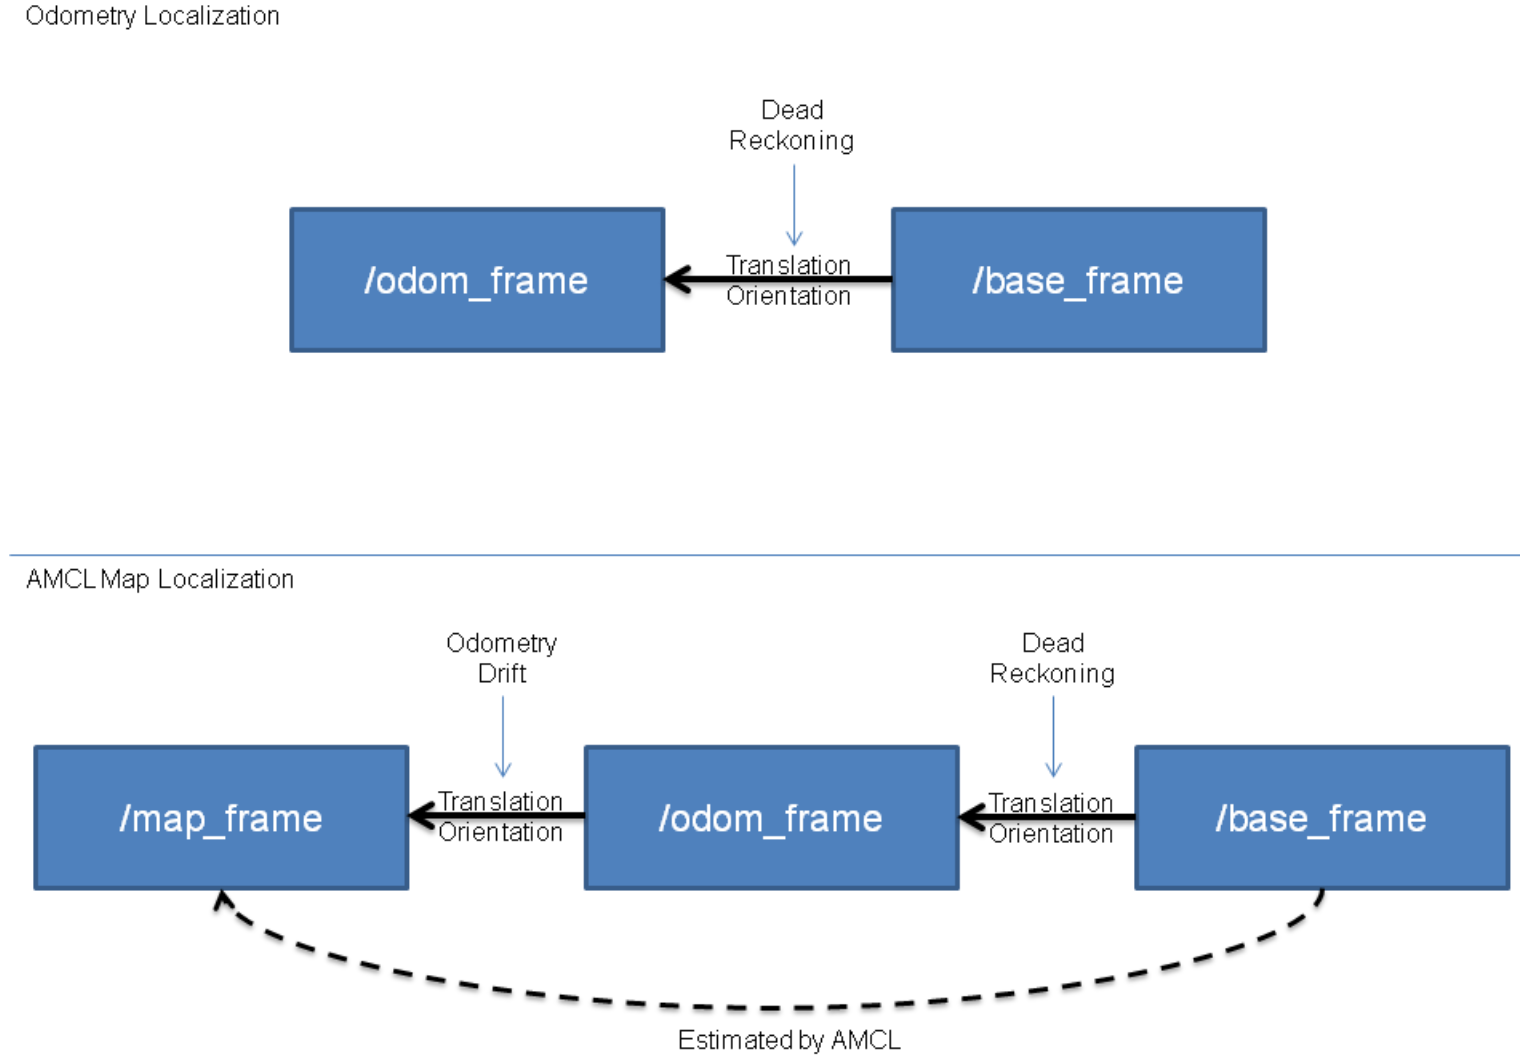 Odometry Localization
Dead
Reckoning
/odom_frame
Translation
Orientation
/base_frame
AMCL Map Localization
Odometry
Drift
Dead
Reckoning
/map_frame
Translation
Orientation
/odom_frame
Translation
Orientation
/base_frame
Estimated by AMCL